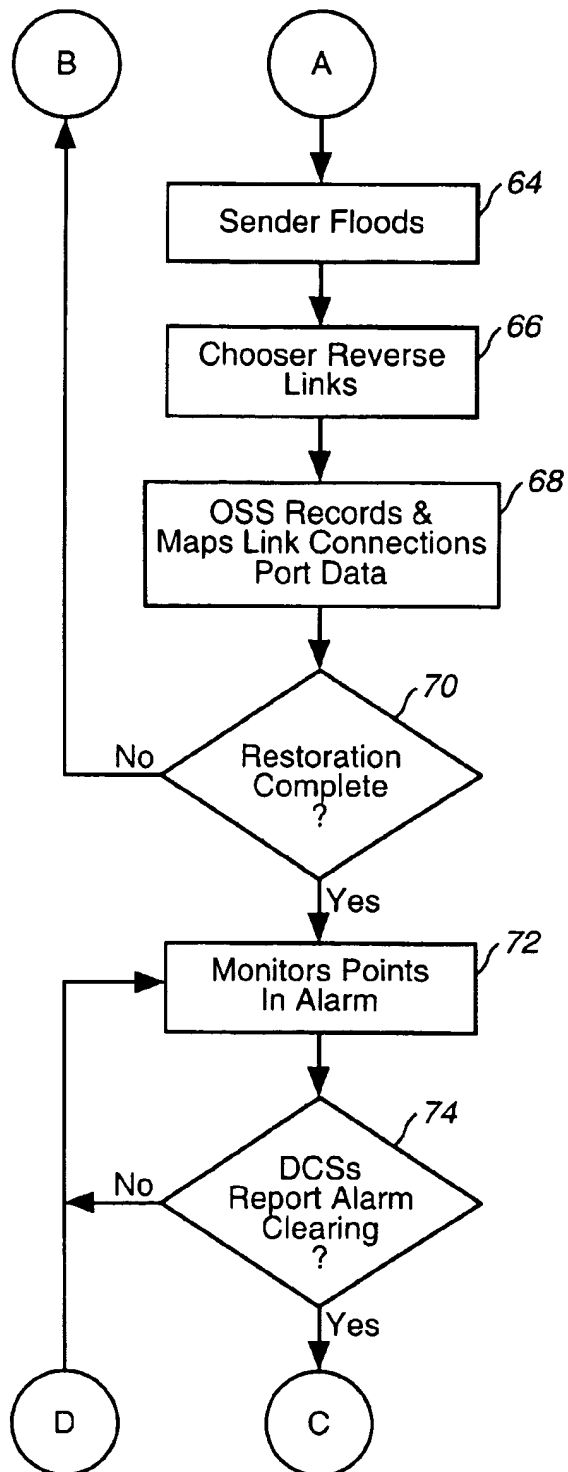 B
A
64
Sender Floods
66
Chooser Reverse
Links
68
OSS Records &
Maps Link Connections
Port Data
70
No
Restoration
Complete
?
Yes
72
Monitors Points
In Alarm
74
No
DCSs
Report Alarm
Clearing
?
Yes
D
C